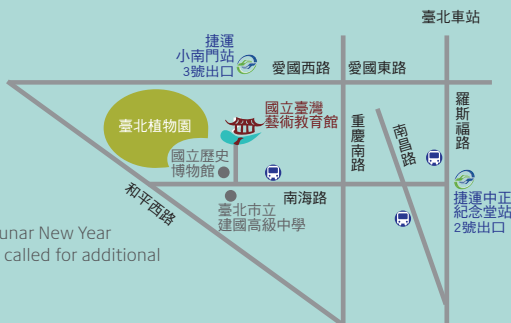 臺北車站
捷運
小南門站
3號出口
愛國西路
愛國東路
國立臺灣
藝術教育館
臺北植物園
重慶南路
南昌路
羅斯福路
國立歷史
博物館
和平西路
南海路
捷運中正
紀念堂站
2號出口
臺北市立
建國高級中學
unar New Year
called for additional